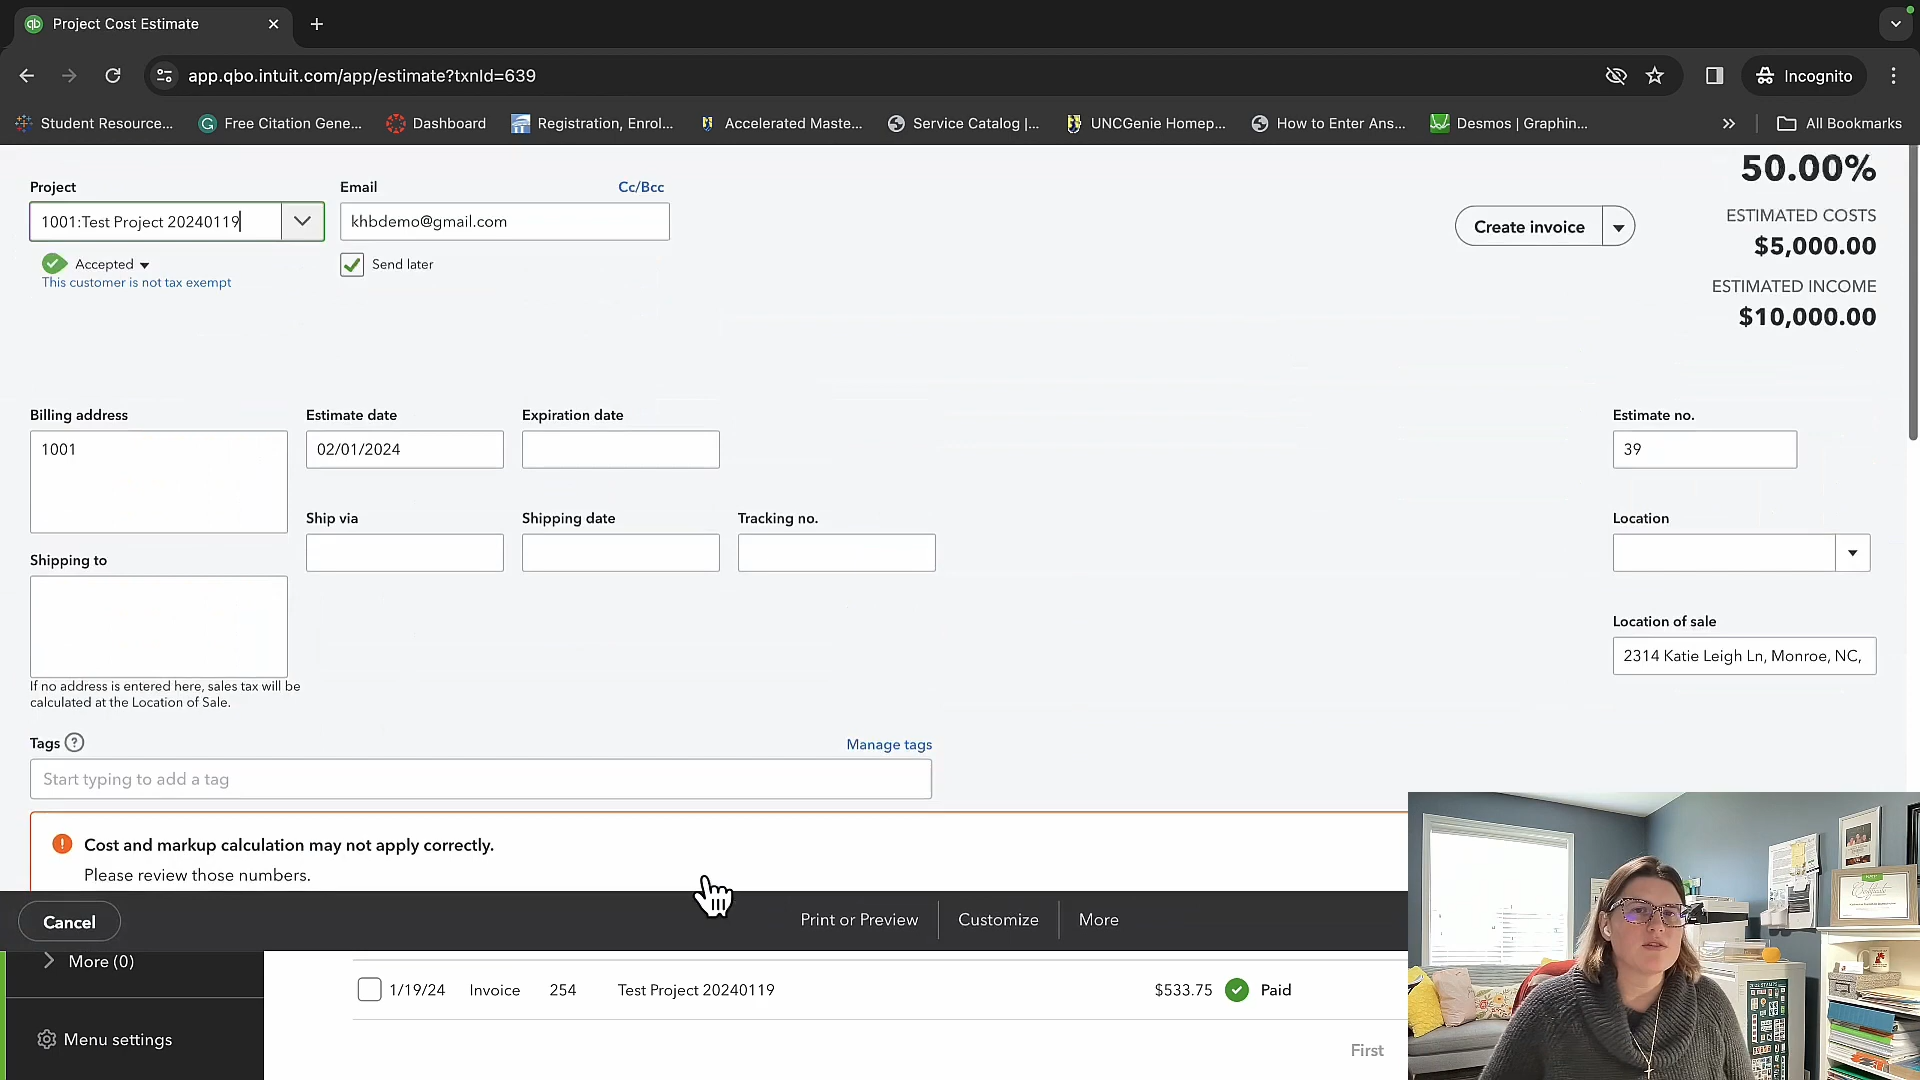 Project Cost Estimate
app.qbo.intuit.com/app/estimate?txnId=639
Incognito
Student Resource...
Free Citation Gene...
Dashboard
Registration, Enrol...
Accelerated Maste...
Service Catalog |...
UNCGenie Homep...
How to Enter Ans...
Desmos | Graphin...
All Bookmarks
Project
Email
Cc/Bcc
50.00%
1001:Test Project 20240119
khbdemo@gmail.com
Create invoice
ESTIMATED COSTS
$5,000.00
Accepted
Send later
This customer is not tax exempt
ESTIMATED INCOME
$10,000.00
Billing address
Estimate date
Expiration date
Estimate no.
1001
02/01/2024
39
Ship via
Shipping date
Tracking no.
Location
Shipping to
Location of sale
2314 Katie Leigh Ln, Monroe, NC,
If no address is entered here, sales tax will be
calculated at the Location of Sale.
Tags
Manage tags
Start typing to add a tag
Cost and markup calculation may not apply correctly.
Please review those numbers.
Cancel
Print or Preview
Customize
More
More (0)
1/19/24 Invoice 254 Test Project 20240119 $533.75 Paid
Menu settings
First